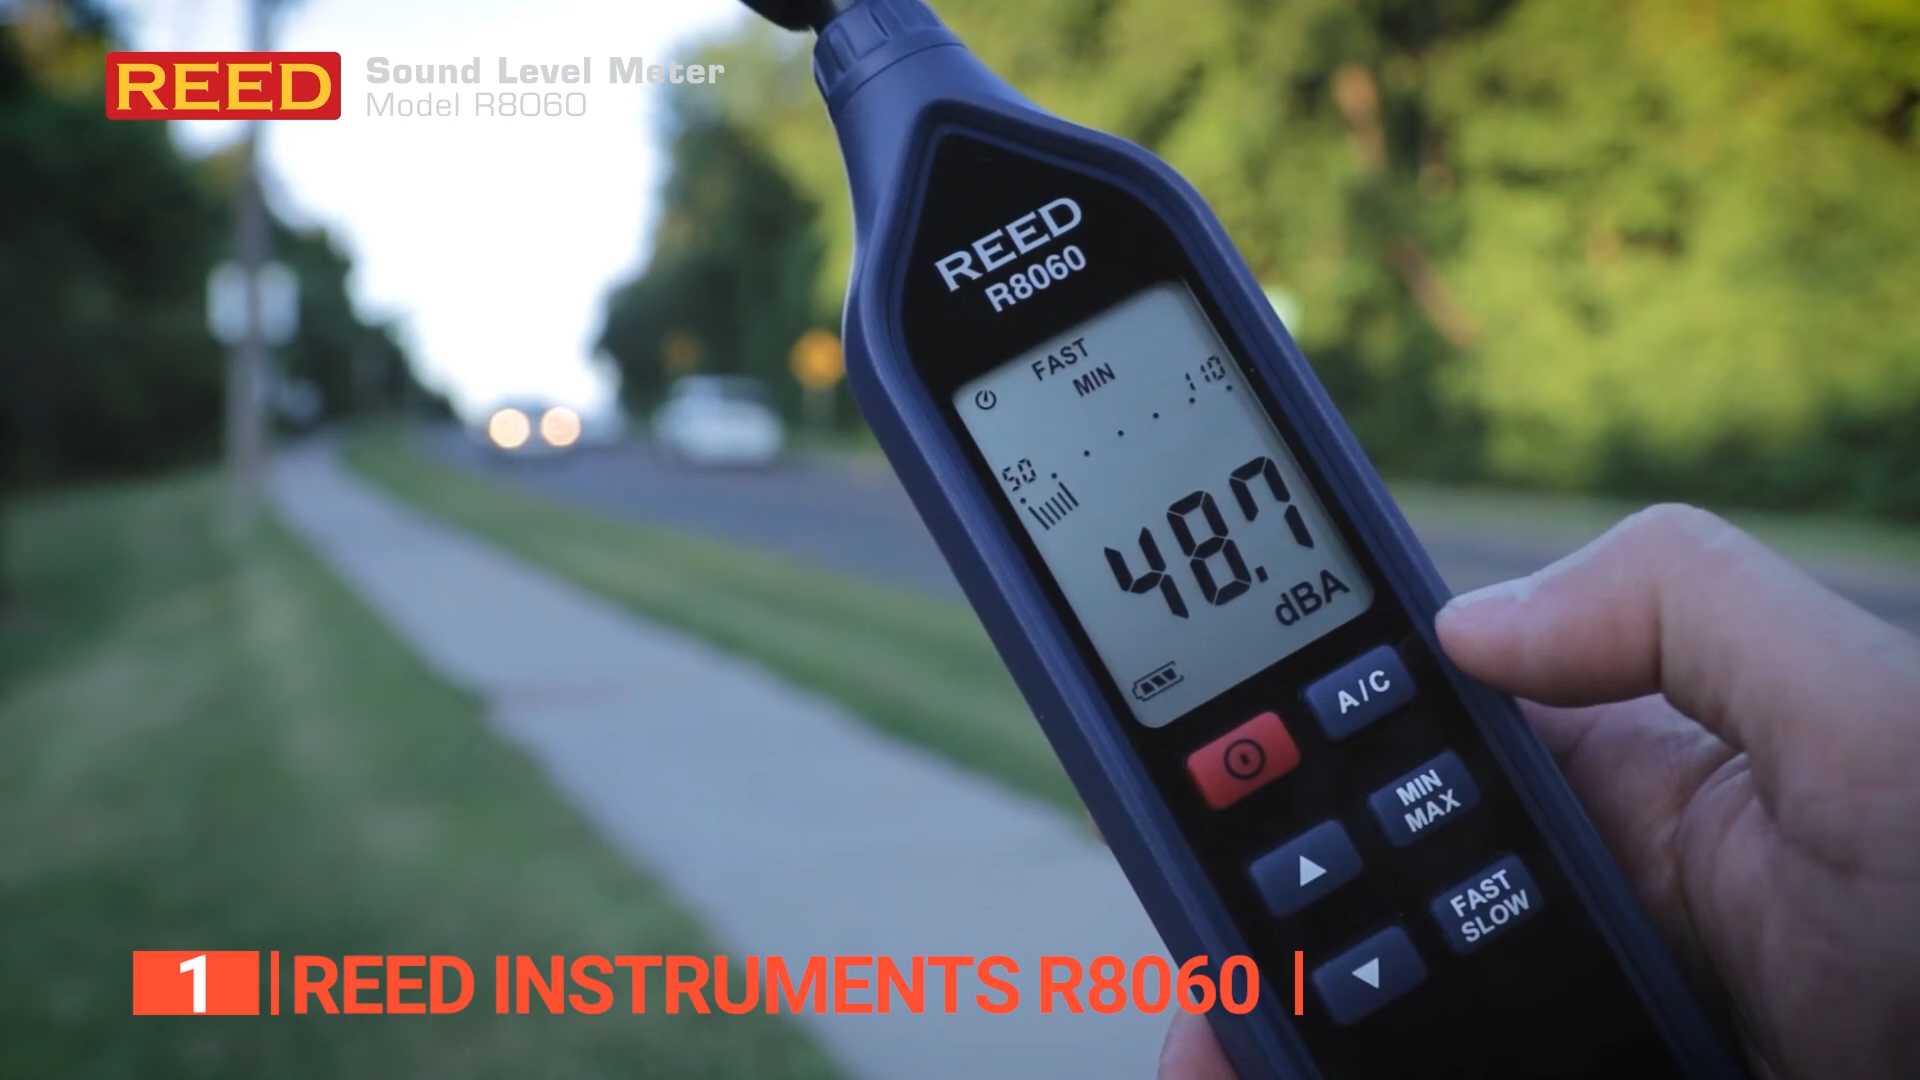 REED
Sound Level Meter
Model R8060
REED
R8060
FAST
MIN
50
110
48.7
dBA
A/C
MIN
MAX
FAST
SLOW
1
REED INSTRUMENTS R8060